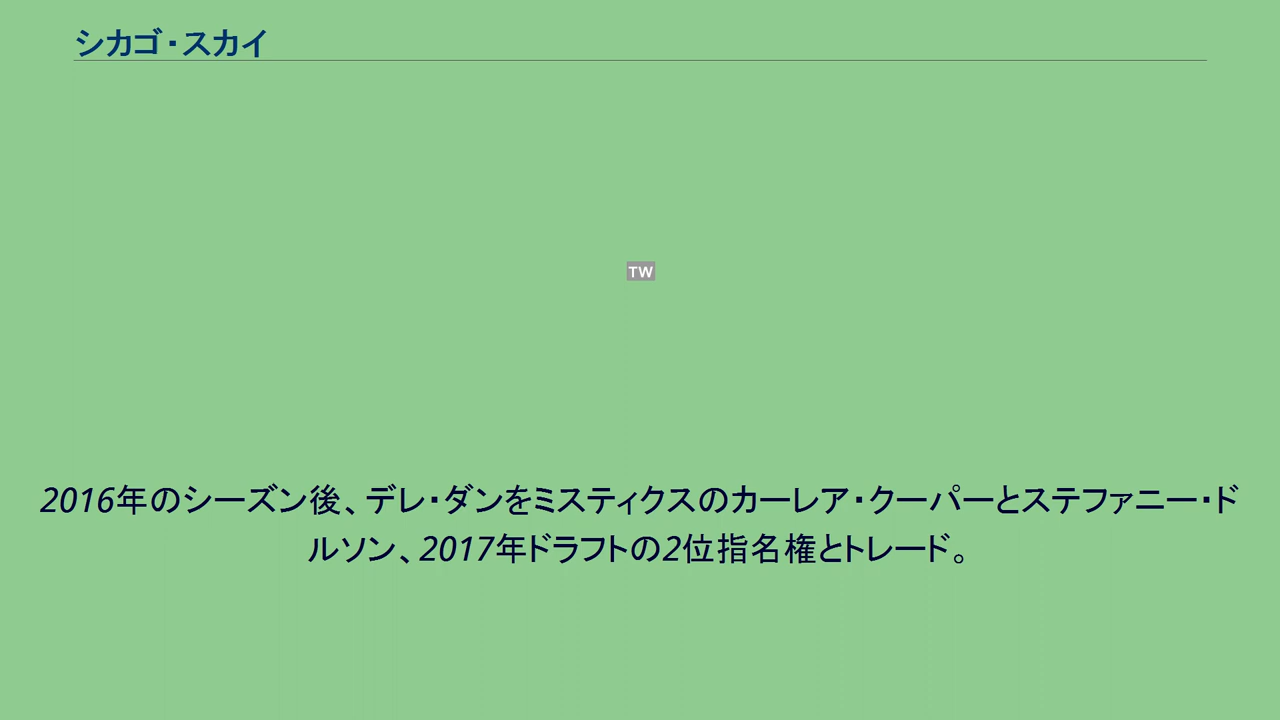 シカゴ・スカイ
TW
2016年のシーズン後、デレ・ダンをミスティクスのカーレア・クーパーとステファニー・ド
ルソン、2017年ドラフトの2位指名権とトレード。